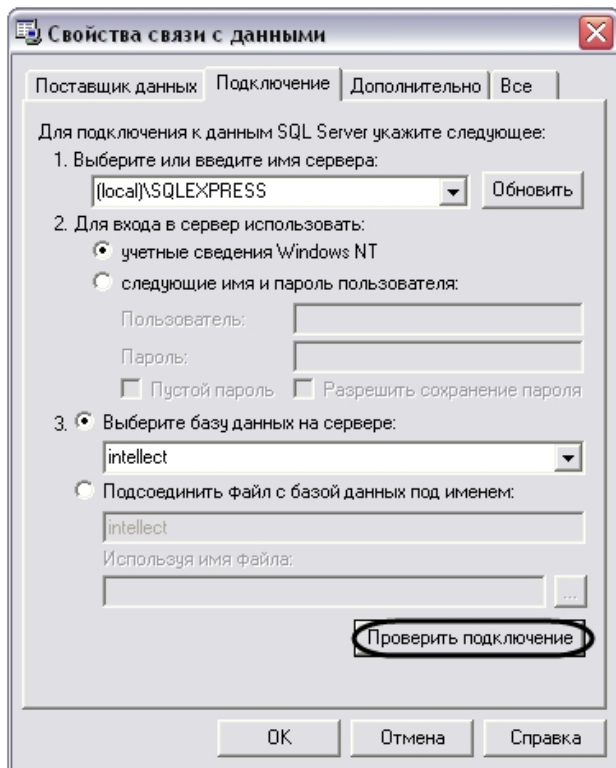 Свойства связи с данными
Поставщик данных Подключение Дополнительно Все
Для подключения к данным SQL Server укажите следующее:
1. Выберите или введите имя сервера:
(local)\SQLEXPRESS Обновить
2. Для входа в сервер использовать:
учетные сведения Windows NT
следующие имя и пароль пользователя:
Пользователь:
Пароль:
Пустой пароль Разрешить сохранение пароля
3. Выберите базу данных на сервере:
intellect
Подсоединить файл с базой данных под именем:
intellect
Используя имя файла:
...
Проверить подключение
OK Отмена Справка